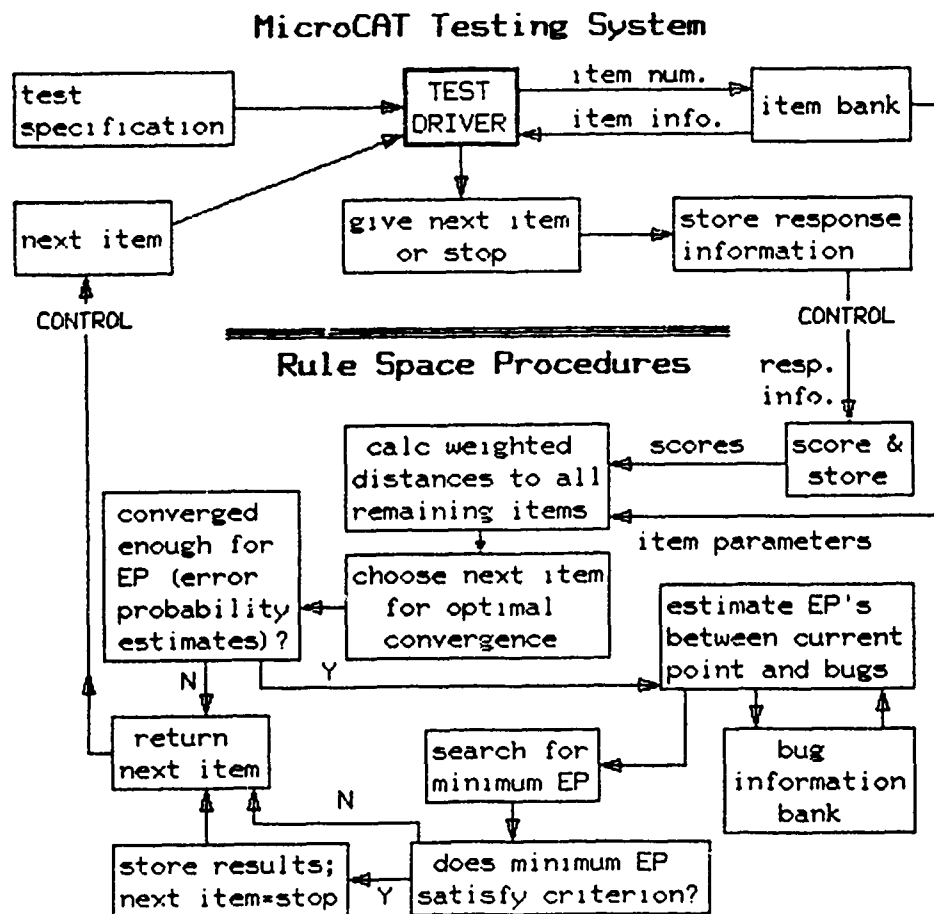 MicroCAT Testing System
test
specification
TEST
DRIVER
item num.
item info.
item bank
next item
give next item
or stop
store response
information
CONTROL
CONTROL
Rule Space Procedures
resp.
info.
calc weighted
distances to all
remaining items
scores
score &
store
item parameters
converged
enough for
EP (error
probability
estimates)?
choose next item
for optimal
convergence
estimate EP's
between current
point and bugs
N
Y
return
next item
search for
minimum EP
bug
information
bank
N
store results;
next item=stop
Y
does minimum EP
satisfy criterion?